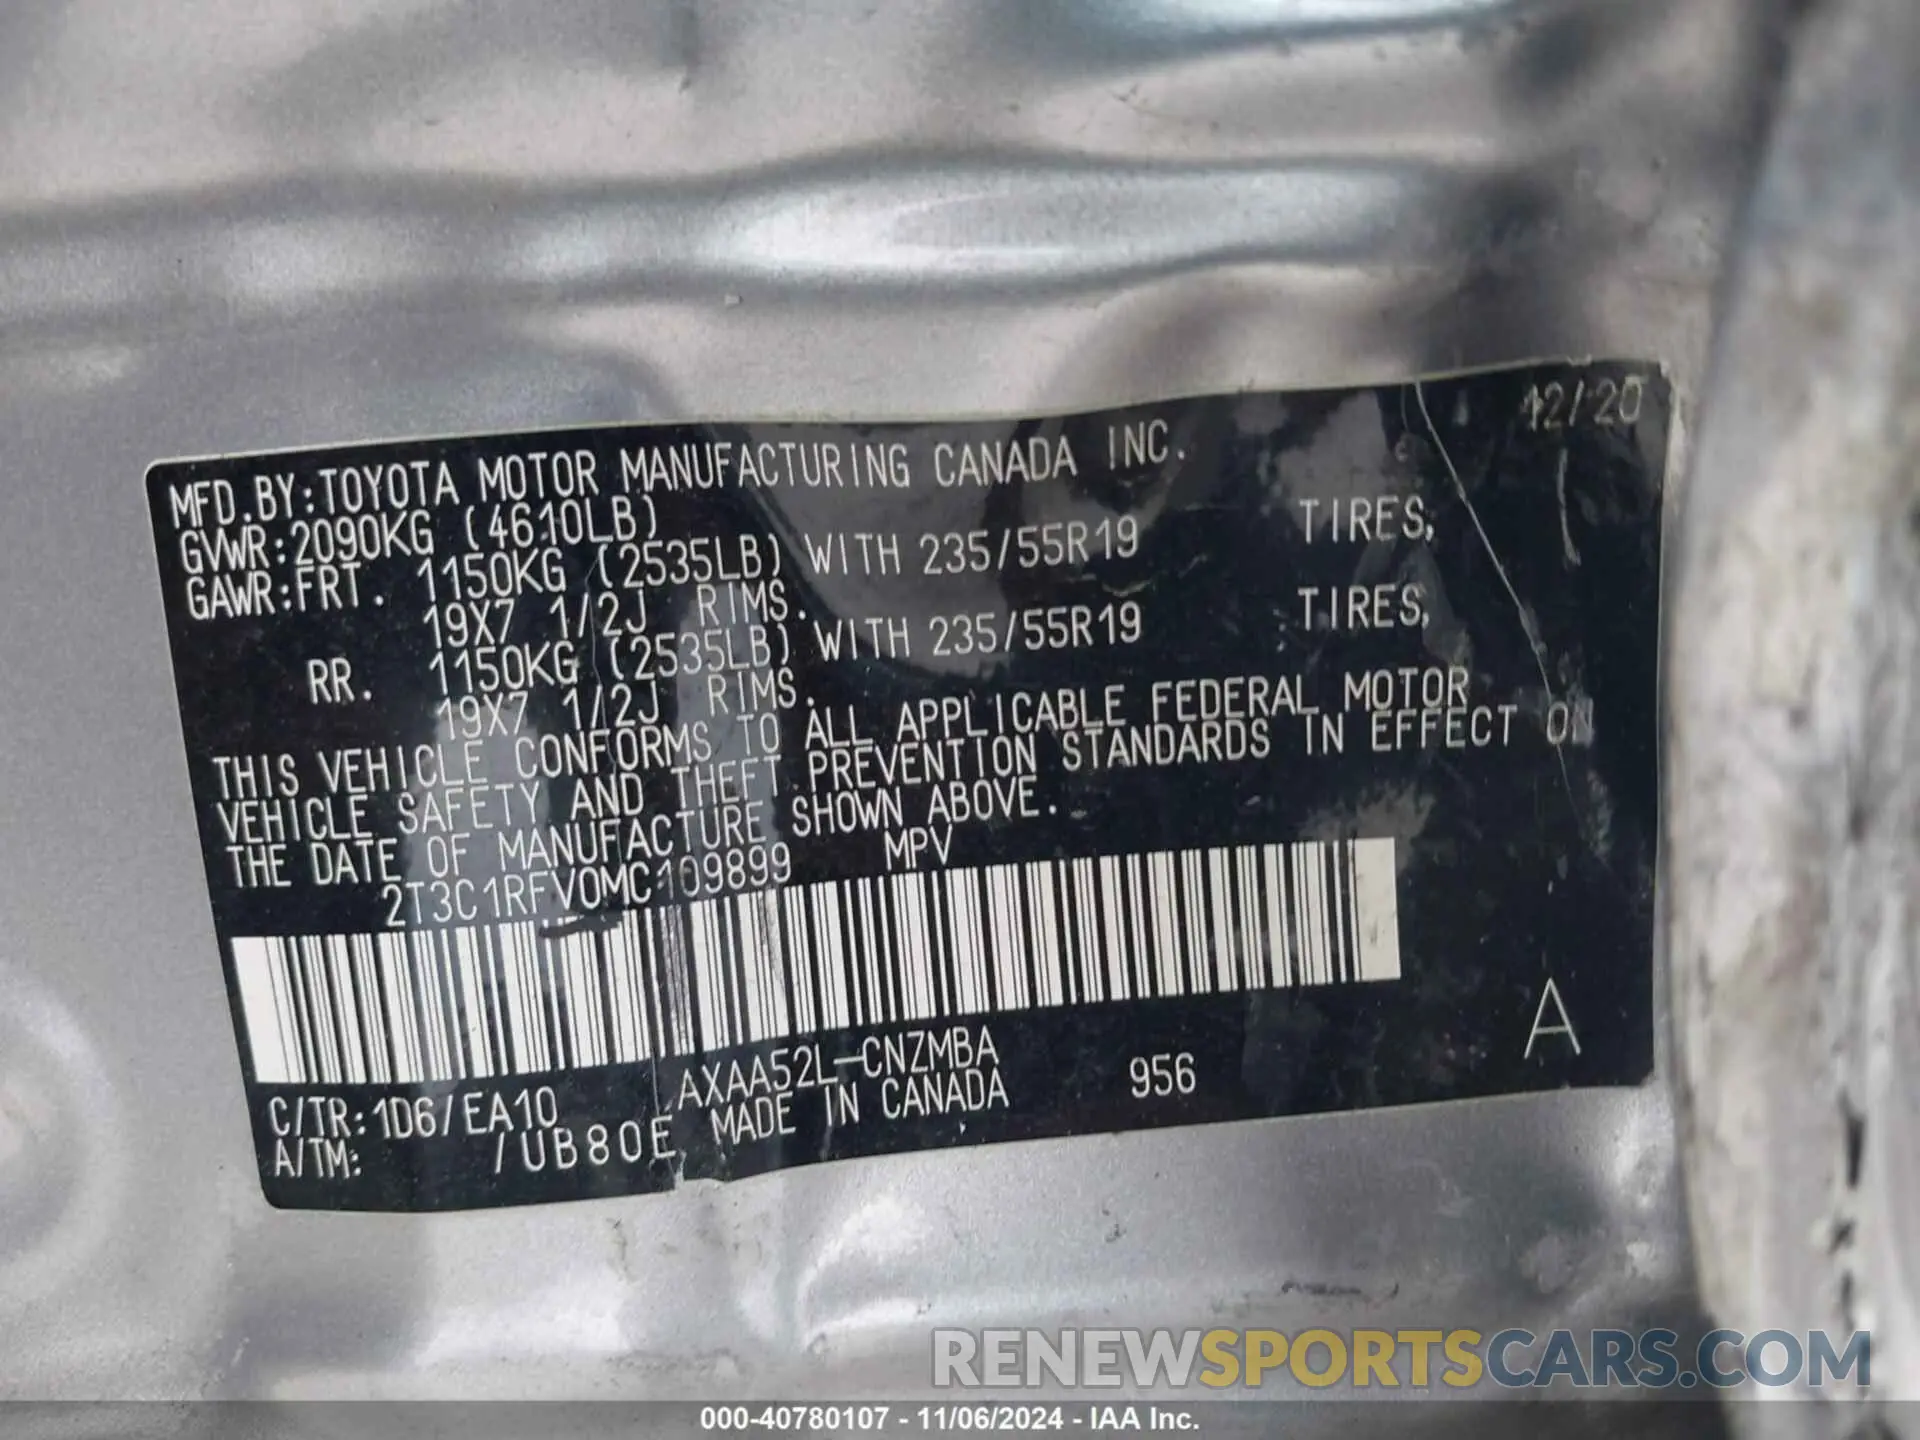 12/20
MFD.BY:TOYOTA MOTOR MANUFACTURING CANADA INC.
GVWR:2090KG (4610LB)
GAWR:FRT. 1150KG (2535LB) WITH 235/55R19 TIRES,
19X7 1/2J RIMS.
RR. 1150KG (2535LB) WITH 235/55R19 TIRES,
19X7 1/2J RIMS.
THIS VEHICLE CONFORMS TO ALL APPLICABLE FEDERAL MOTOR
VEHICLE SAFETY AND THEFT PREVENTION STANDARDS IN EFFECT ON
THE DATE OF MANUFACTURE SHOWN ABOVE.
2T3C1RFV0MC109899 MPV
AXAA52L-CNZMBA
C/TR:1D6/EA10 MADE IN CANADA 956 A
A/TM: /UB80E
RENEWSPORTSCARS.COM
000-40780107 - 11/06/2024 - IAA Inc.